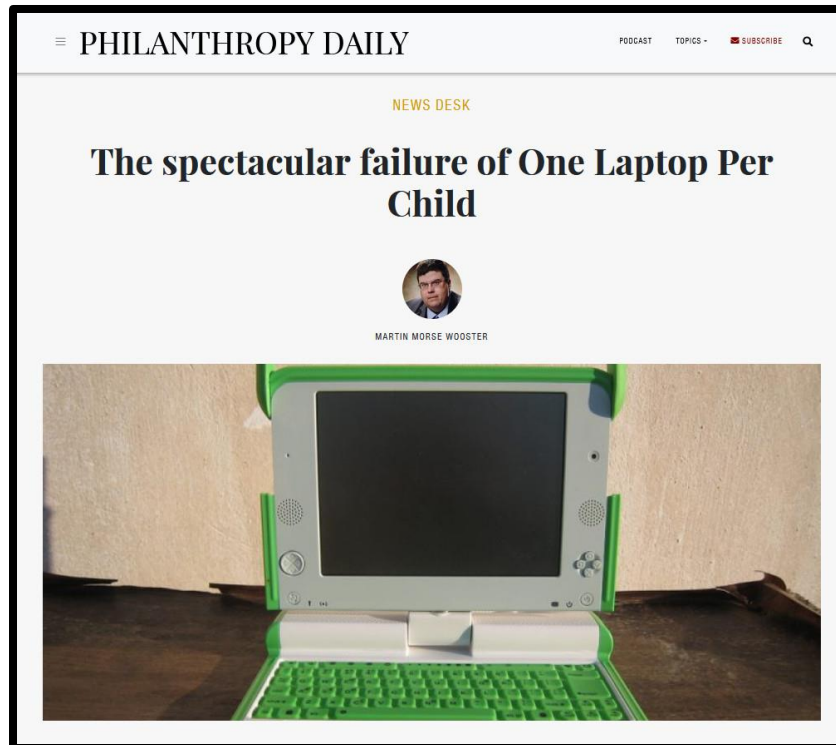 PHILANTHROPY DAILY
PODCAST TOPICS - SUBSCRIBE
NEWS DESK
The spectacular failure of One Laptop Per
Child
MARTIN MORSE WOOSTER